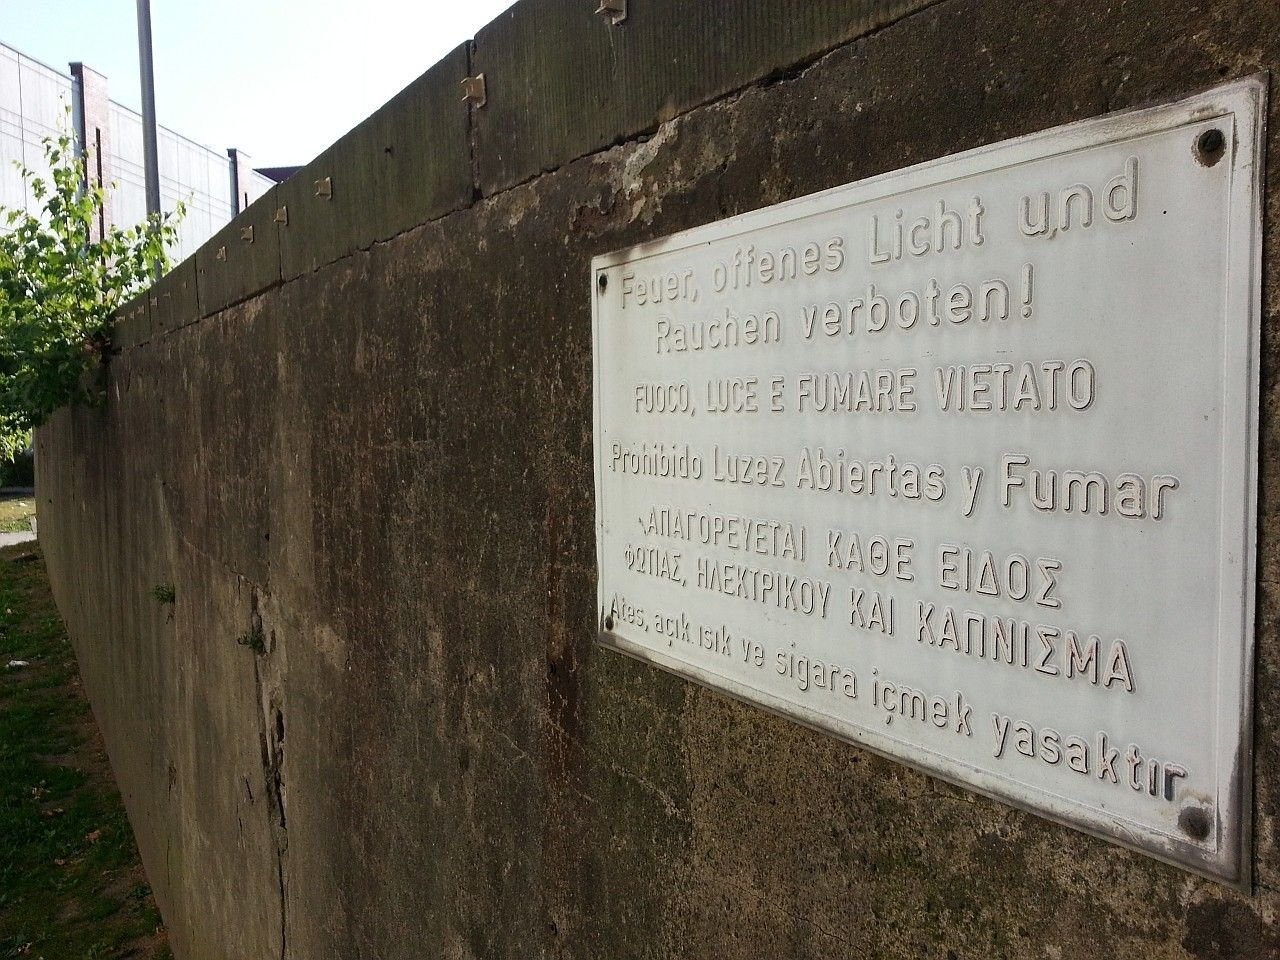 Feuer, offenes Licht und
Rauchen verboten!
FUOCO, LUCE E FUMARE VIETATO
Prohibido Luzez Abiertas y Fumar
ΑΠΑΓΟΡΕΥΕΤΑΙ ΚΑΘΕ ΕΙΔΟΣ
ΦΩΤΙΑΣ, ΗΛΕΚΤΡΙΚΟΥ ΚΑΙ ΚΑΠΝΙΣΜΑ
Ates, açık ısık ve sigara içmek yasaktır